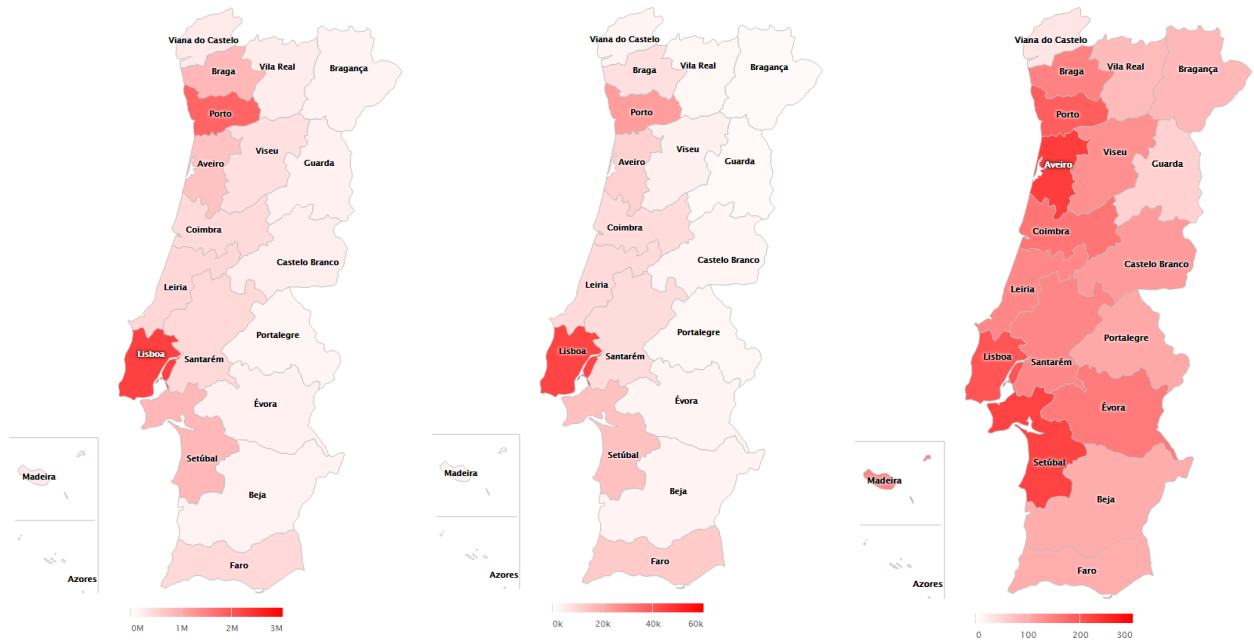 Viana do Castelo
Braga
Vila Real
Bragança
Porto
Aveiro
Viseu
Guarda
Coimbra
Castelo Branco
Leiria
Portalegre
Lisboa
Santarém
Évora
Setúbal
Madeira
Beja
Faro
Azores
0M 1M 2M 3M
Viana do Castelo
Braga
Vila Real
Bragança
Porto
Aveiro
Viseu
Guarda
Coimbra
Castelo Branco
Leiria
Portalegre
Lisboa
Santarém
Évora
Setúbal
Madeira
Beja
Faro
Azores
0k 20k 40k 60k
Viana do Castelo
Braga
Vila Real
Bragança
Porto
Aveiro
Viseu
Guarda
Coimbra
Castelo Branco
Leiria
Portalegre
Lisboa
Santarém
Évora
Setúbal
Madeira
Beja
Faro
Azores
0 100 200 300